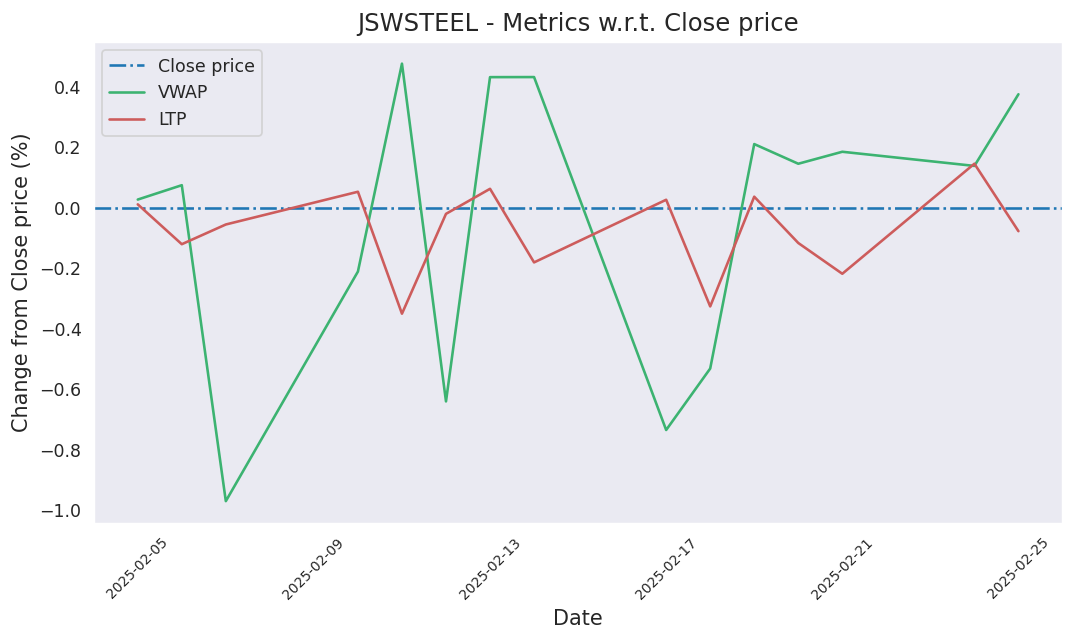 JSWSTEEL - Metrics w.r.t. Close price
Close price
VWAP
LTP
Change from Close price (%)
0.4
0.2
0.0
−0.2
−0.4
−0.6
−0.8
−1.0
2025-02-05
2025-02-09
2025-02-13
2025-02-17
2025-02-21
2025-02-25
Date